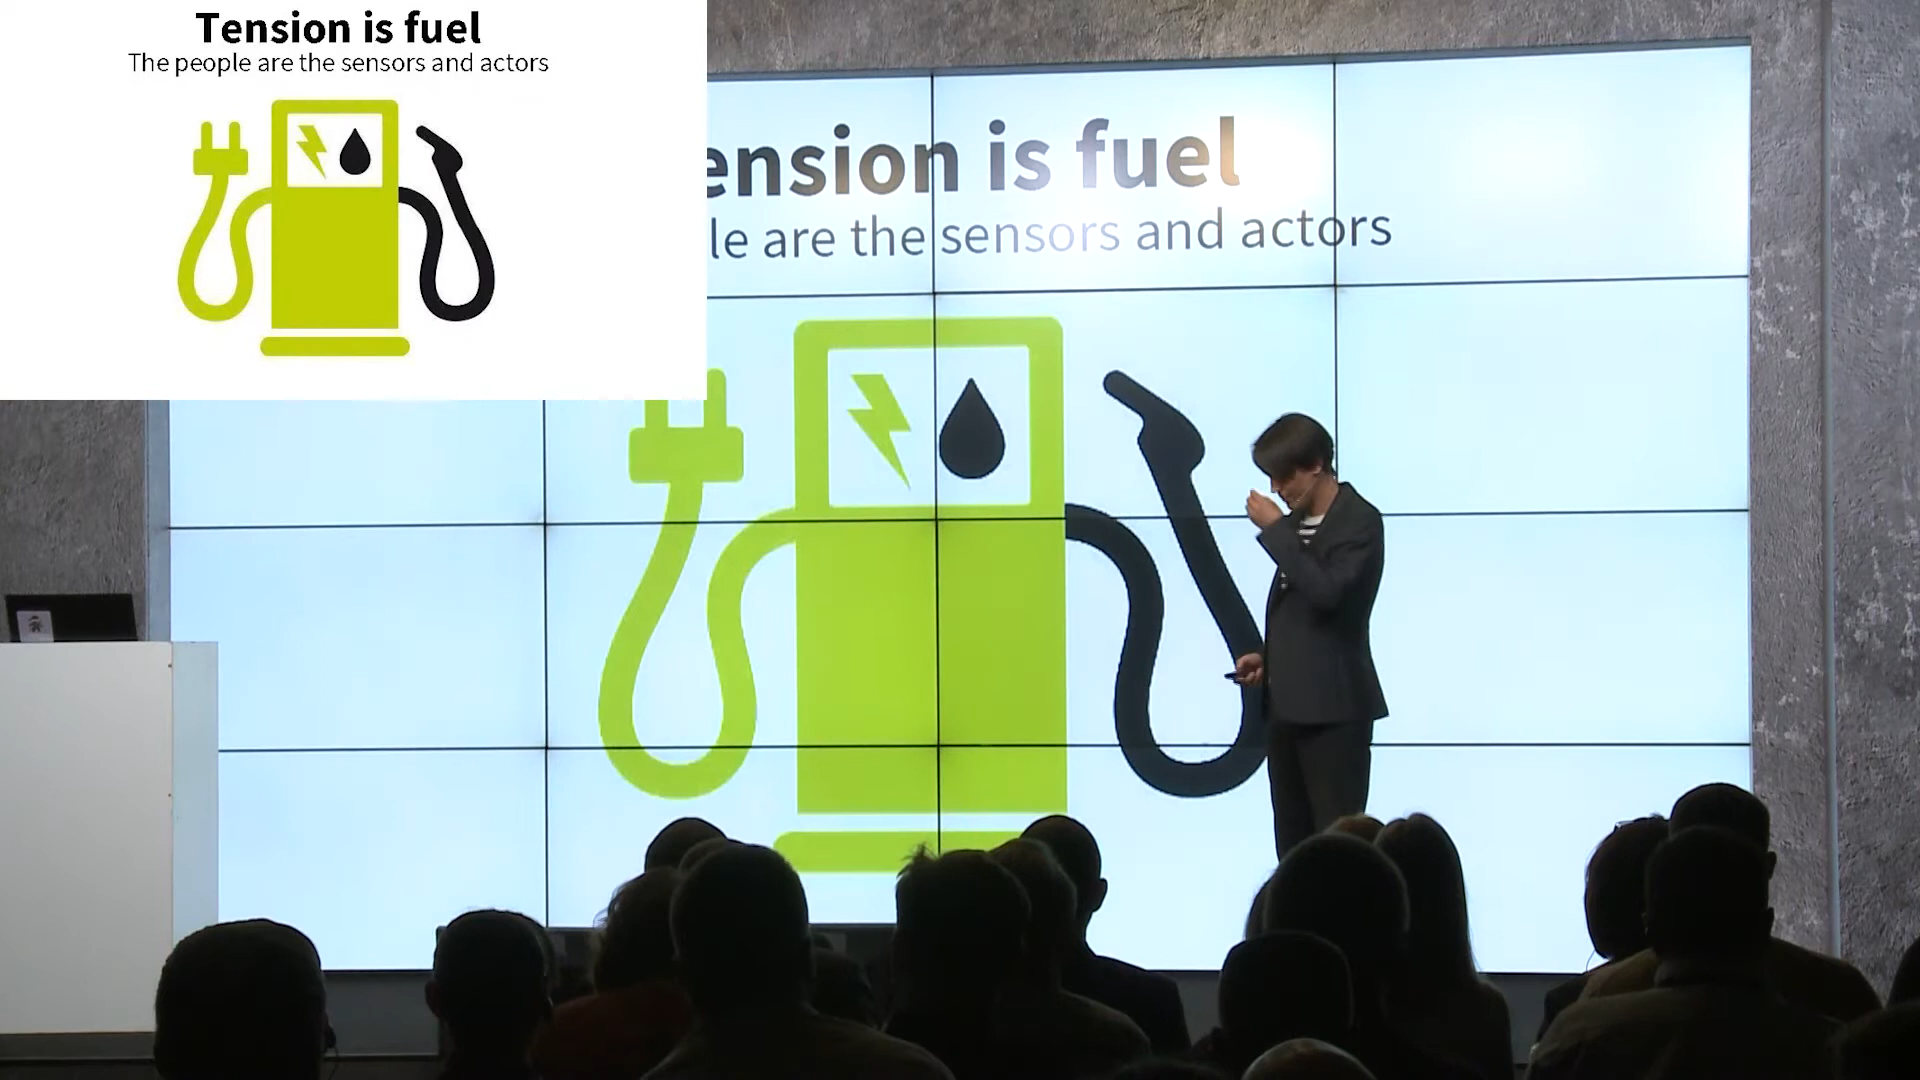 Tension is fuel
The people are the sensors and actors
ension is fuel
le are the sensors and actors